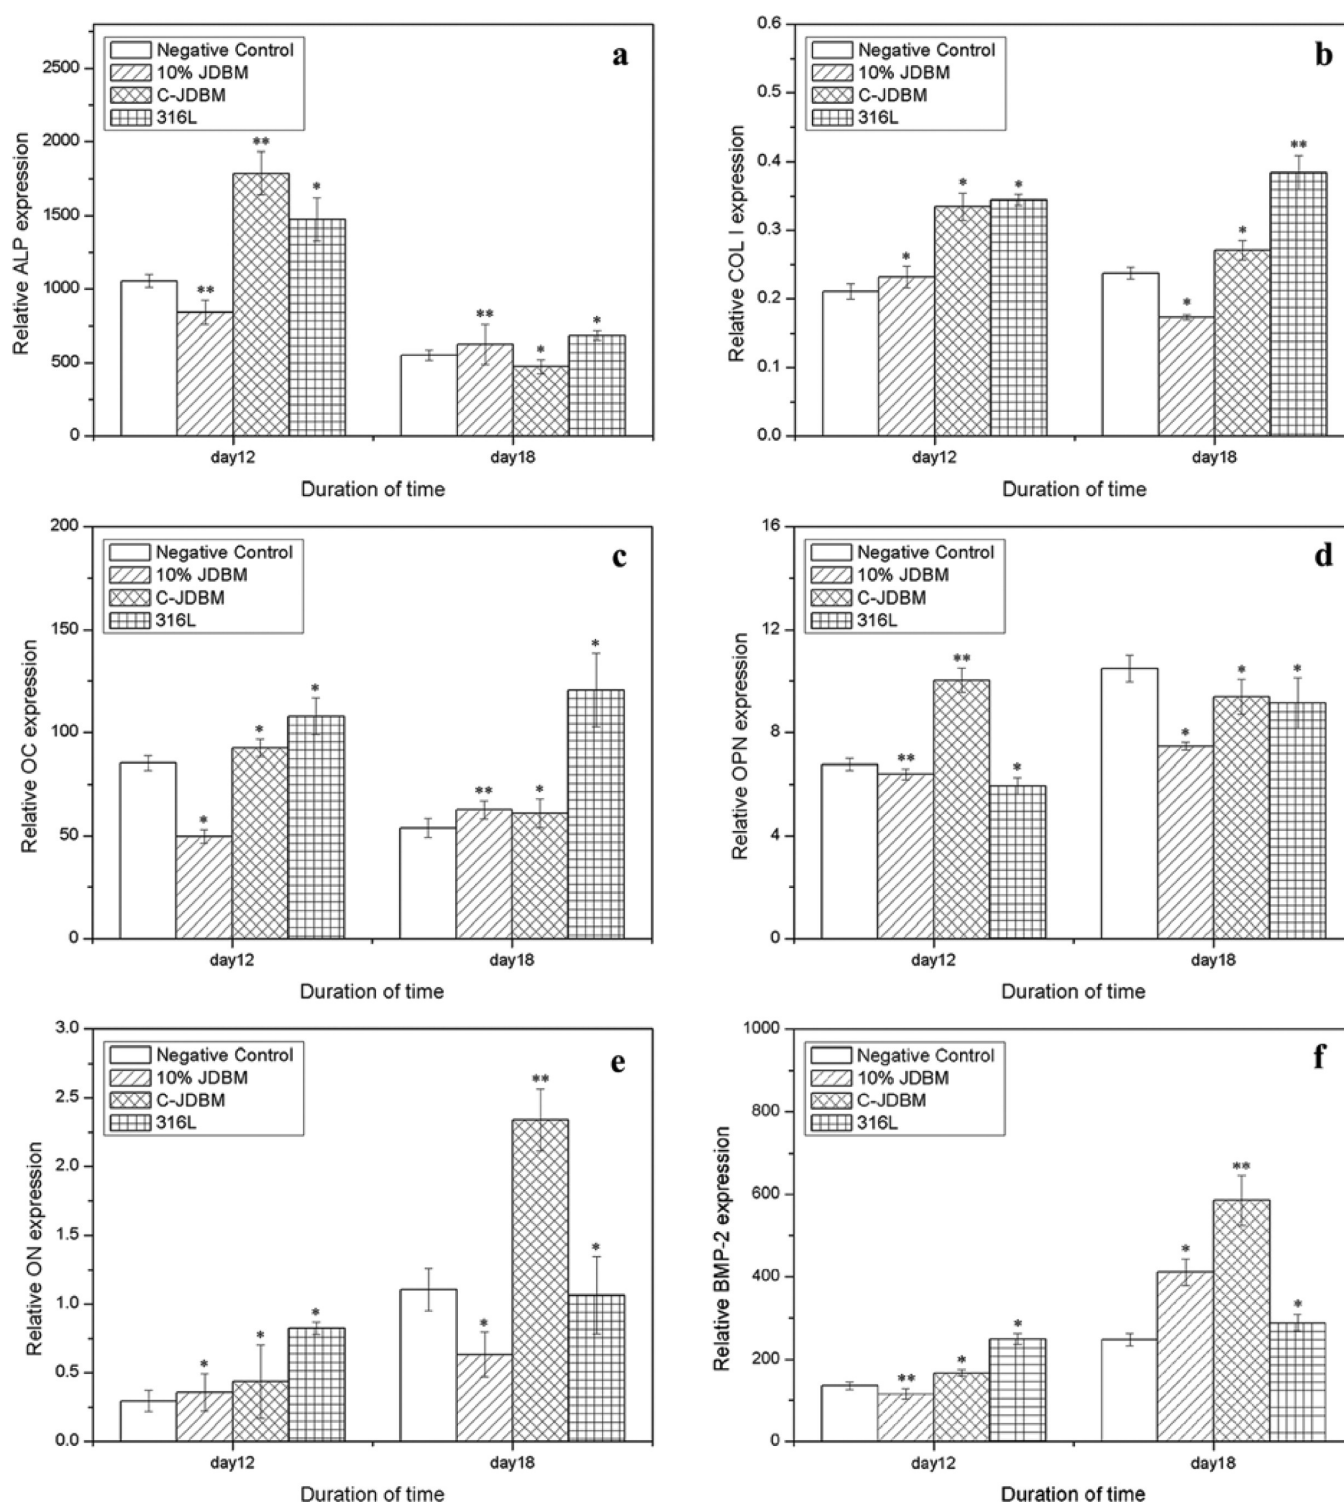 Negative Control
10% JDBM
C-JDBM
316L
a
2500
2000
1500
1000
500
0
Relative ALP expression
**
**
*
**
*
*
day12
day18
Duration of time
Negative Control
10% JDBM
C-JDBM
316L
b
0.6
0.5
0.4
0.3
0.2
0.1
0.0
Relative COL I expression
*
*
*
*
*
**
day12
day18
Duration of time
Negative Control
10% JDBM
C-JDBM
316L
c
200
150
100
50
0
Relative OC expression
*
*
*
**
*
*
day12
day18
Duration of time
Negative Control
10% JDBM
C-JDBM
316L
d
16
12
8
4
0
Relative OPN expression
**
**
*
*
*
*
day12
day18
Duration of time
Negative Control
10% JDBM
C-JDBM
316L
e
3.0
2.5
2.0
1.5
1.0
0.5
0.0
Relative ON expression
*
*
*
*
**
*
day12
day18
Duration of time
Negative Control
10% JDBM
C-JDBM
316L
f
1000
800
600
400
200
0
Relative BMP-2 expression
**
*
*
*
**
*
day12
day18
Duration of time